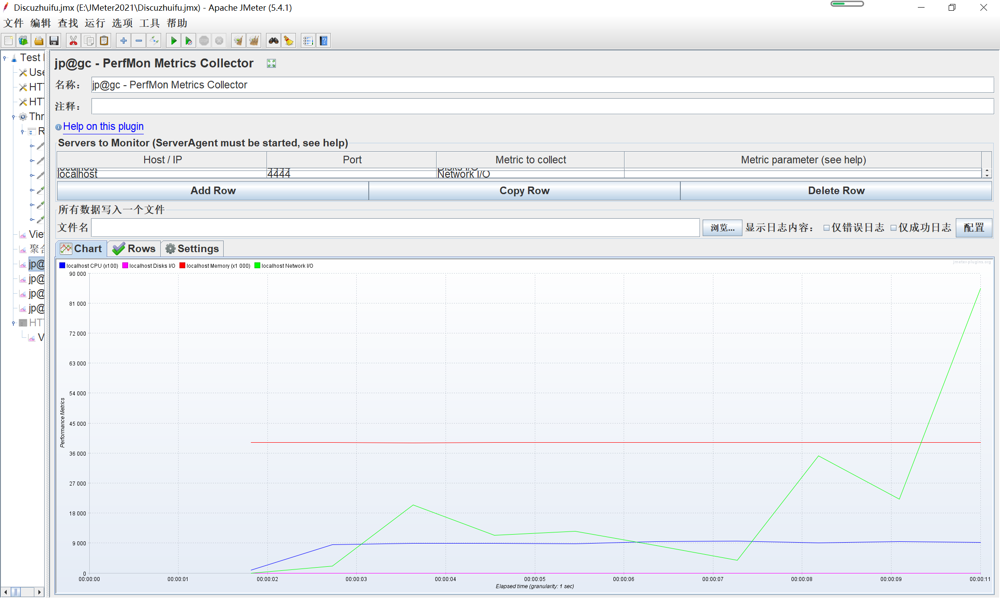 Discuzhuifu.jmx (E:\JMeter2021\Discuzhuifu.jmx) - Apache JMeter (5.4.1)
文件 编辑 查找 运行 选项 工具 帮助
Test
jp@gc - PerfMon Metrics Collector
Use
名称： jp@gc - PerfMon Metrics Collector
HT
HT
注释：
Thr
Help on this plugin
R
Servers to Monitor (ServerAgent must be started, see help)
Host / IP Port Metric to collect Metric parameter (see help)
localhost 4444 Disks I/O
localhost 4444 Network I/O
Add Row Copy Row Delete Row
所有数据写入一个文件
文件名 浏览... 显示日志内容： 仅错误日志 仅成功日志 配置
Vie
聚合
Chart Rows Settings
jp@
jp@
jp@
jp@
HT
V
localhost CPU (x100) localhost Disks I/O localhost Memory (x1 000) localhost Network I/O
jmeter-plugins.org
90 000
81 000
72 000
63 000
54 000
45 000
36 000
27 000
18 000
9 000
0
Performance Metrics
00:00:00 00:00:01 00:00:02 00:00:03 00:00:04 00:00:05 00:00:06 00:00:07 00:00:08 00:00:09 00:00:11
Elapsed time (granularity: 1 sec)